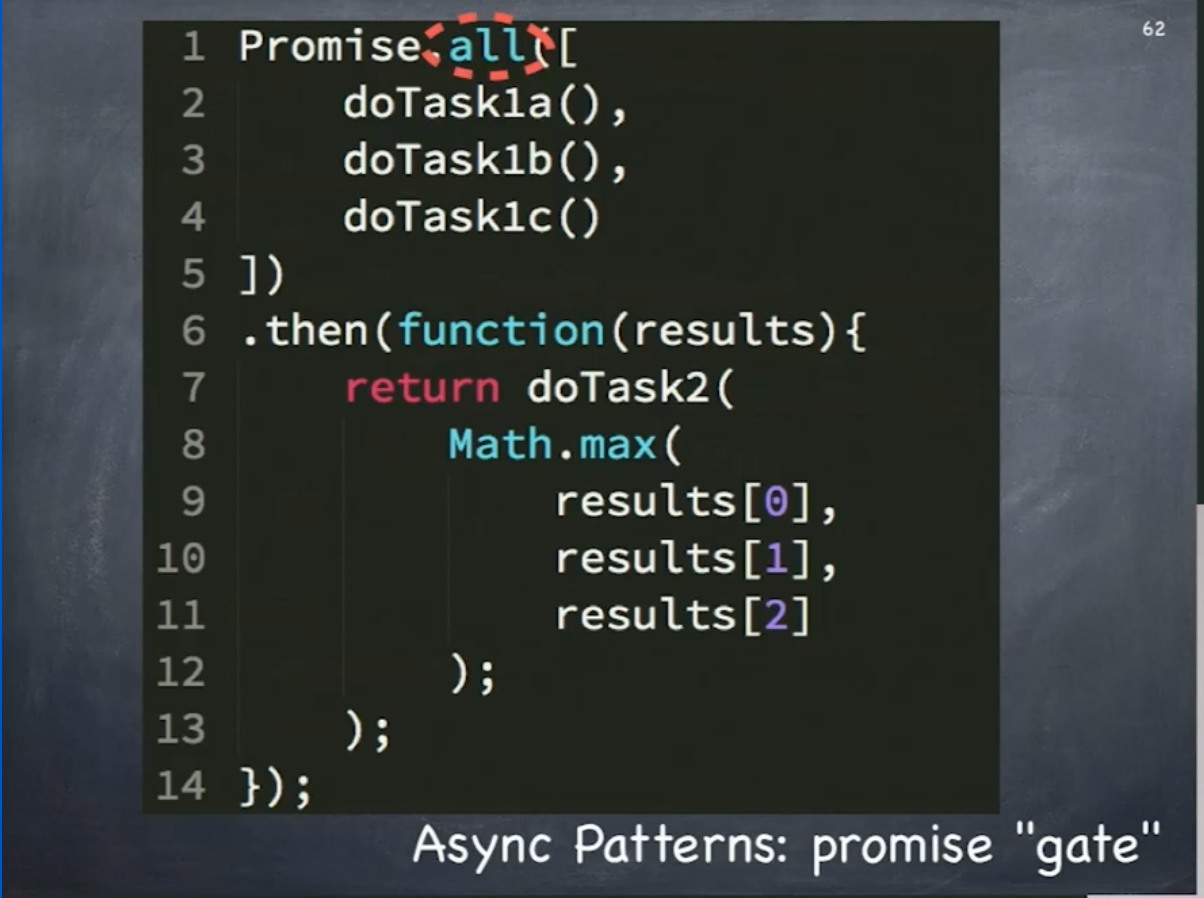 62
1 Promise.all([
2     doTask1a(),
3     doTask1b(),
4     doTask1c()
5 ])
6 .then(function(results){
7     return doTask2(
8         Math.max(
9             results[0],
10             results[1],
11             results[2]
12         );
13     );
14 });
Async Patterns: promise "gate"